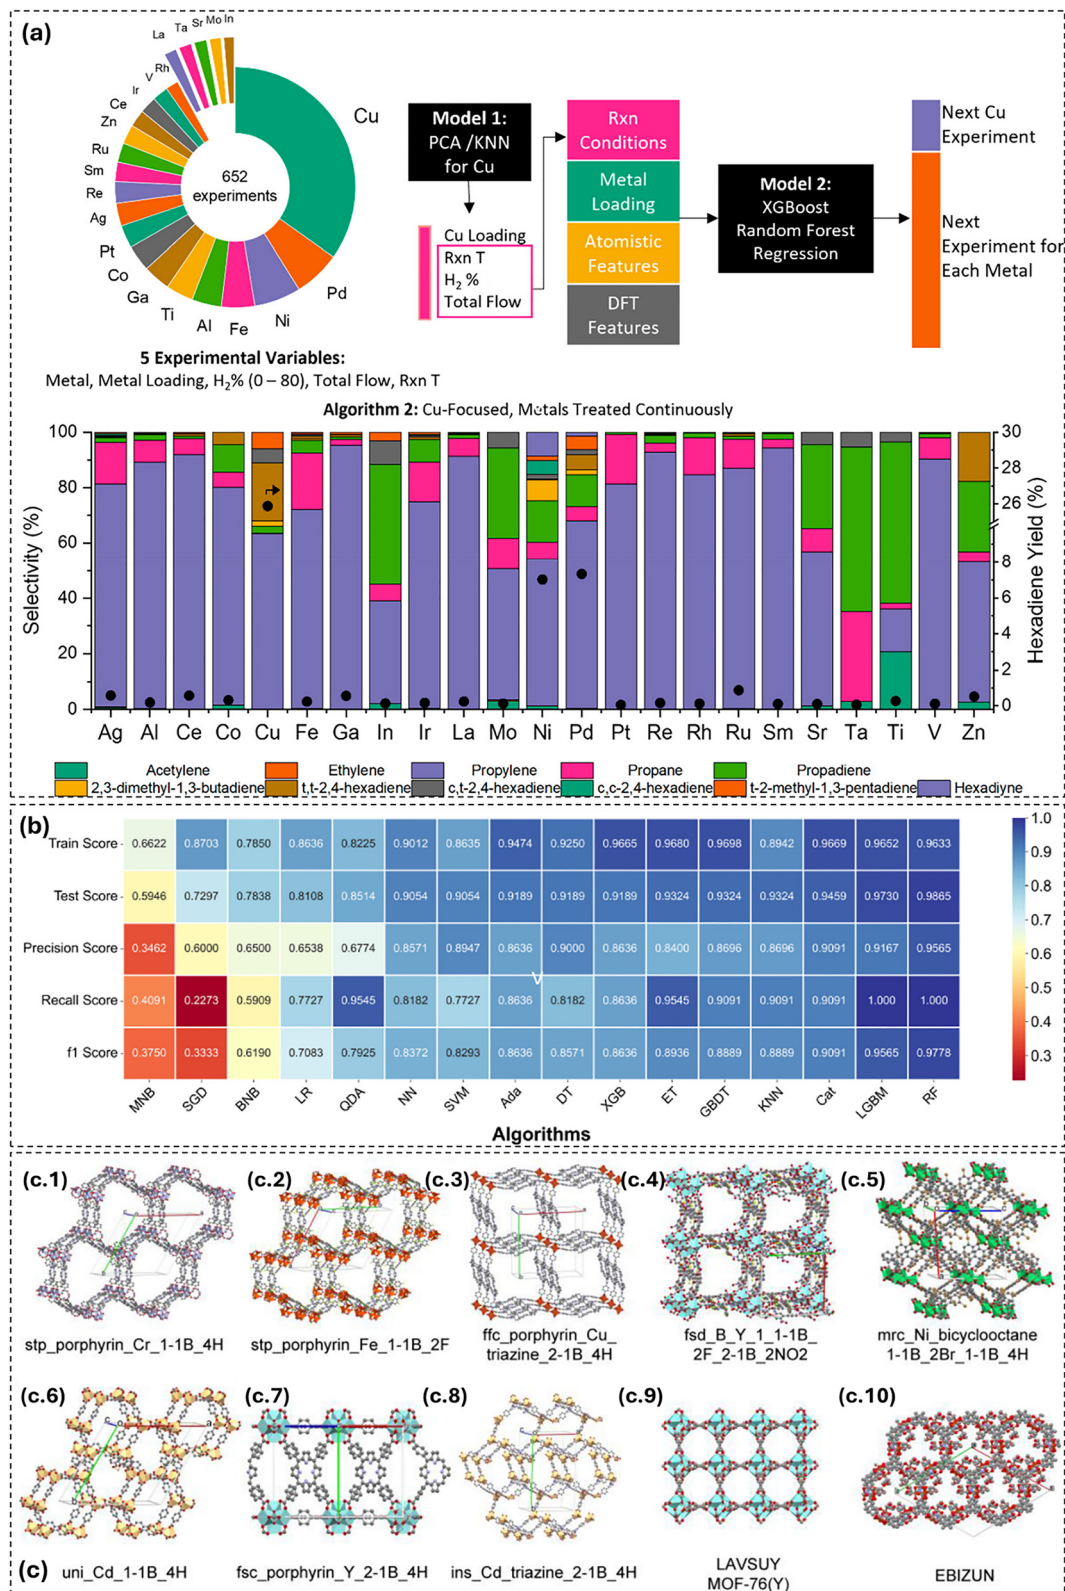 (a)
La
Ta
Sr
Mo
In
Rh
V
Ir
Ce
Zn
Ru
Sm
Re
Ag
Pt
Co
Ga
Ti
Al
Fe
Ni
Pd
Cu
652
experiments
Model 1:
PCA /KNN
for Cu
Cu Loading
Rxn T
H₂ %
Total Flow
Rxn
Conditions
Metal
Loading
Atomistic
Features
DFT
Features
Model 2:
XGBoost
Random Forest
Regression
Next Cu
Experiment
Next
Experiment for
Each Metal
5 Experimental Variables:
Metal, Metal Loading, H₂% (0 – 80), Total Flow, Rxn T
Algorithm 2: Cu-Focused, Metals Treated Continuously
Selectivity (%)
100
80
60
40
20
0
Hexadiene Yield (%)
30
28
26
8
6
4
2
0
Ag Al Ce Co Cu Fe Ga In Ir La Mo Ni Pd Pt Re Rh Ru Sm Sr Ta Ti V Zn
Acetylene Ethylene Propylene Propane Propadiene
2,3-dimethyl-1,3-butadiene t,t-2,4-hexadiene c,t-2,4-hexadiene c,c-2,4-hexadiene t-2-methyl-1,3-pentadiene Hexadiyne
(b)
Train Score 0.6622 0.8703 0.7850 0.8636 0.8225 0.9012 0.8635 0.9474 0.9250 0.9665 0.9680 0.9698 0.8942 0.9669 0.9652 0.9633
Test Score 0.5946 0.7297 0.7838 0.8108 0.8514 0.9054 0.9054 0.9189 0.9189 0.9189 0.9324 0.9324 0.9324 0.9459 0.9730 0.9865
Precision Score 0.3462 0.6000 0.6500 0.6538 0.6774 0.8571 0.8947 0.8636 0.9000 0.8636 0.8400 0.8696 0.8696 0.9091 0.9167 0.9565
V
Recall Score 0.4091 0.2273 0.5909 0.7727 0.9545 0.8182 0.7727 0.8636 0.8182 0.8636 0.9545 0.9091 0.9091 0.9091 1.000 1.000
f1 Score 0.3750 0.3333 0.6190 0.7083 0.7925 0.8372 0.8293 0.8636 0.8571 0.8636 0.8936 0.8889 0.8889 0.9091 0.9565 0.9778
MNB SGD BNB LR QDA NN SVM Ada DT XGB ET GBDT KNN Cat LGBM RF
Algorithms
1.0
0.9
0.8
0.7
0.6
0.5
0.4
0.3
(c.1)
stp_porphyrin_Cr_1-1B_4H
(c.2)
stp_porphyrin_Fe_1-1B_2F
(c.3)
ffc_porphyrin_Cu_
triazine_2-1B_4H
(c.4)
fsd_B_Y_1_1-1B_
2F_2-1B_2NO2
(c.5)
mrc_Ni_bicyclooctane
1-1B_2Br_1-1B_4H
(c.6)
uni_Cd_1-1B_4H
(c.7)
fsc_porphyrin_Y_2-1B_4H
(c.8)
ins_Cd_triazine_2-1B_4H
(c.9)
LAVSUY
MOF-76(Y)
(c.10)
EBIZUN
(c)